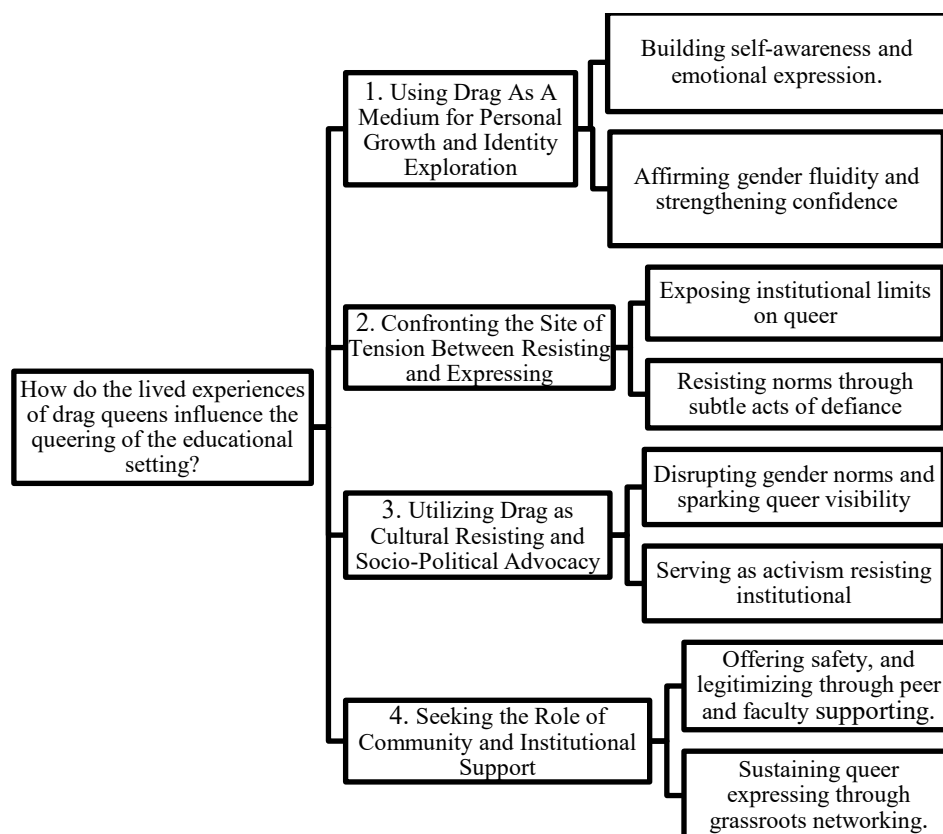 How do the lived experiences
of drag queens influence the
queering of the educational
setting?
1. Using Drag As A
Medium for Personal
Growth and Identity
Exploration
Building self-awareness and
emotional expression.
Affirming gender fluidity and
strengthening confidence
2. Confronting the Site of
Tension Between Resisting
and Expressing
Exposing institutional limits
on queer
Resisting norms through
subtle acts of defiance
3. Utilizing Drag as
Cultural Resisting and
Socio-Political Advocacy
Disrupting gender norms and
sparking queer visibility
Serving as activism resisting
institutional
4. Seeking the Role of
Community and Institutional
Support
Offering safety, and
legitimizing through peer
and faculty supporting.
Sustaining queer
expressing through
grassroots networking.